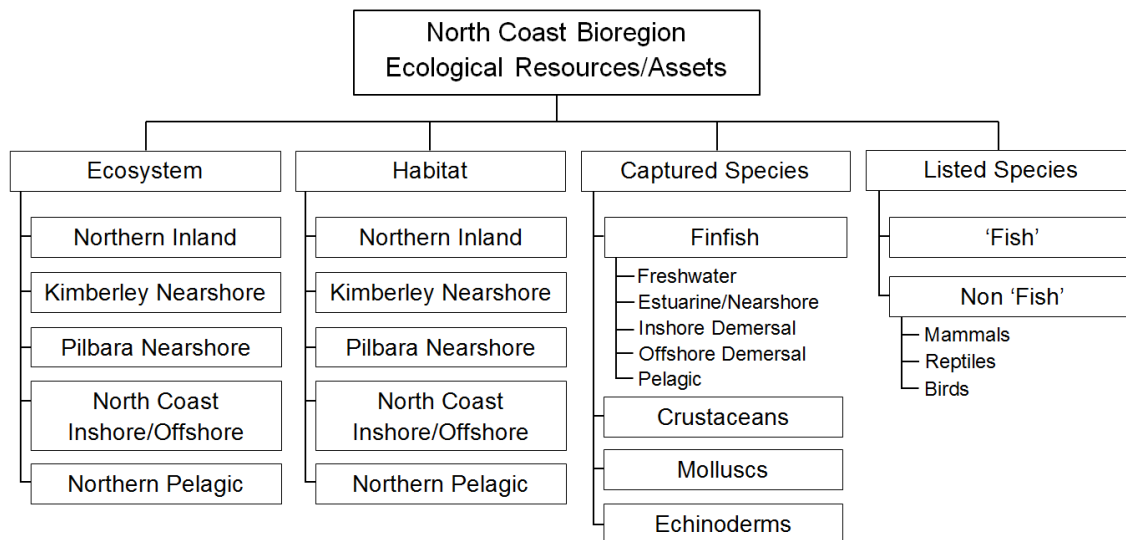 North Coast Bioregion
Ecological Resources/Assets
Ecosystem
Northern Inland
Kimberley Nearshore
Pilbara Nearshore
North Coast
Inshore/Offshore
Northern Pelagic
Habitat
Northern Inland
Kimberley Nearshore
Pilbara Nearshore
North Coast
Inshore/Offshore
Northern Pelagic
Captured Species
Finfish
Freshwater
Estuarine/Nearshore
Inshore Demersal
Offshore Demersal
Pelagic
Crustaceans
Molluscs
Echinoderms
Listed Species
‘Fish’
Non ‘Fish’
Mammals
Reptiles
Birds